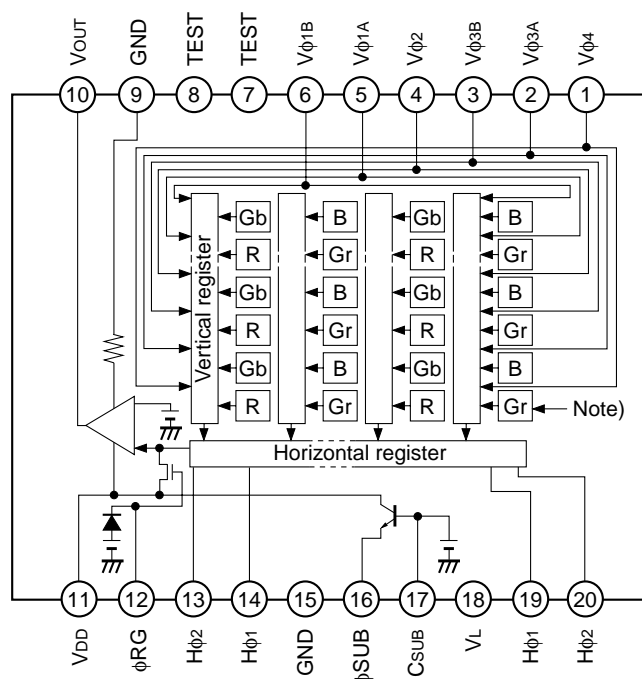 VOUT GND TEST TEST Vϕ1B Vϕ1A Vϕ2 Vϕ3B Vϕ3A Vϕ4
10 9 8 7 6 5 4 3 2 1
Vertical register
Gb B Gb B
R Gr R Gr
Gb B Gb B
R Gr R Gr
Gb B Gb B
R Gr R Gr
Note)
Horizontal register
11 12 13 14 15 16 17 18 19 20
VDD ϕRG Hϕ2 Hϕ1 GND ϕSUB CSUB VL Hϕ1 Hϕ2